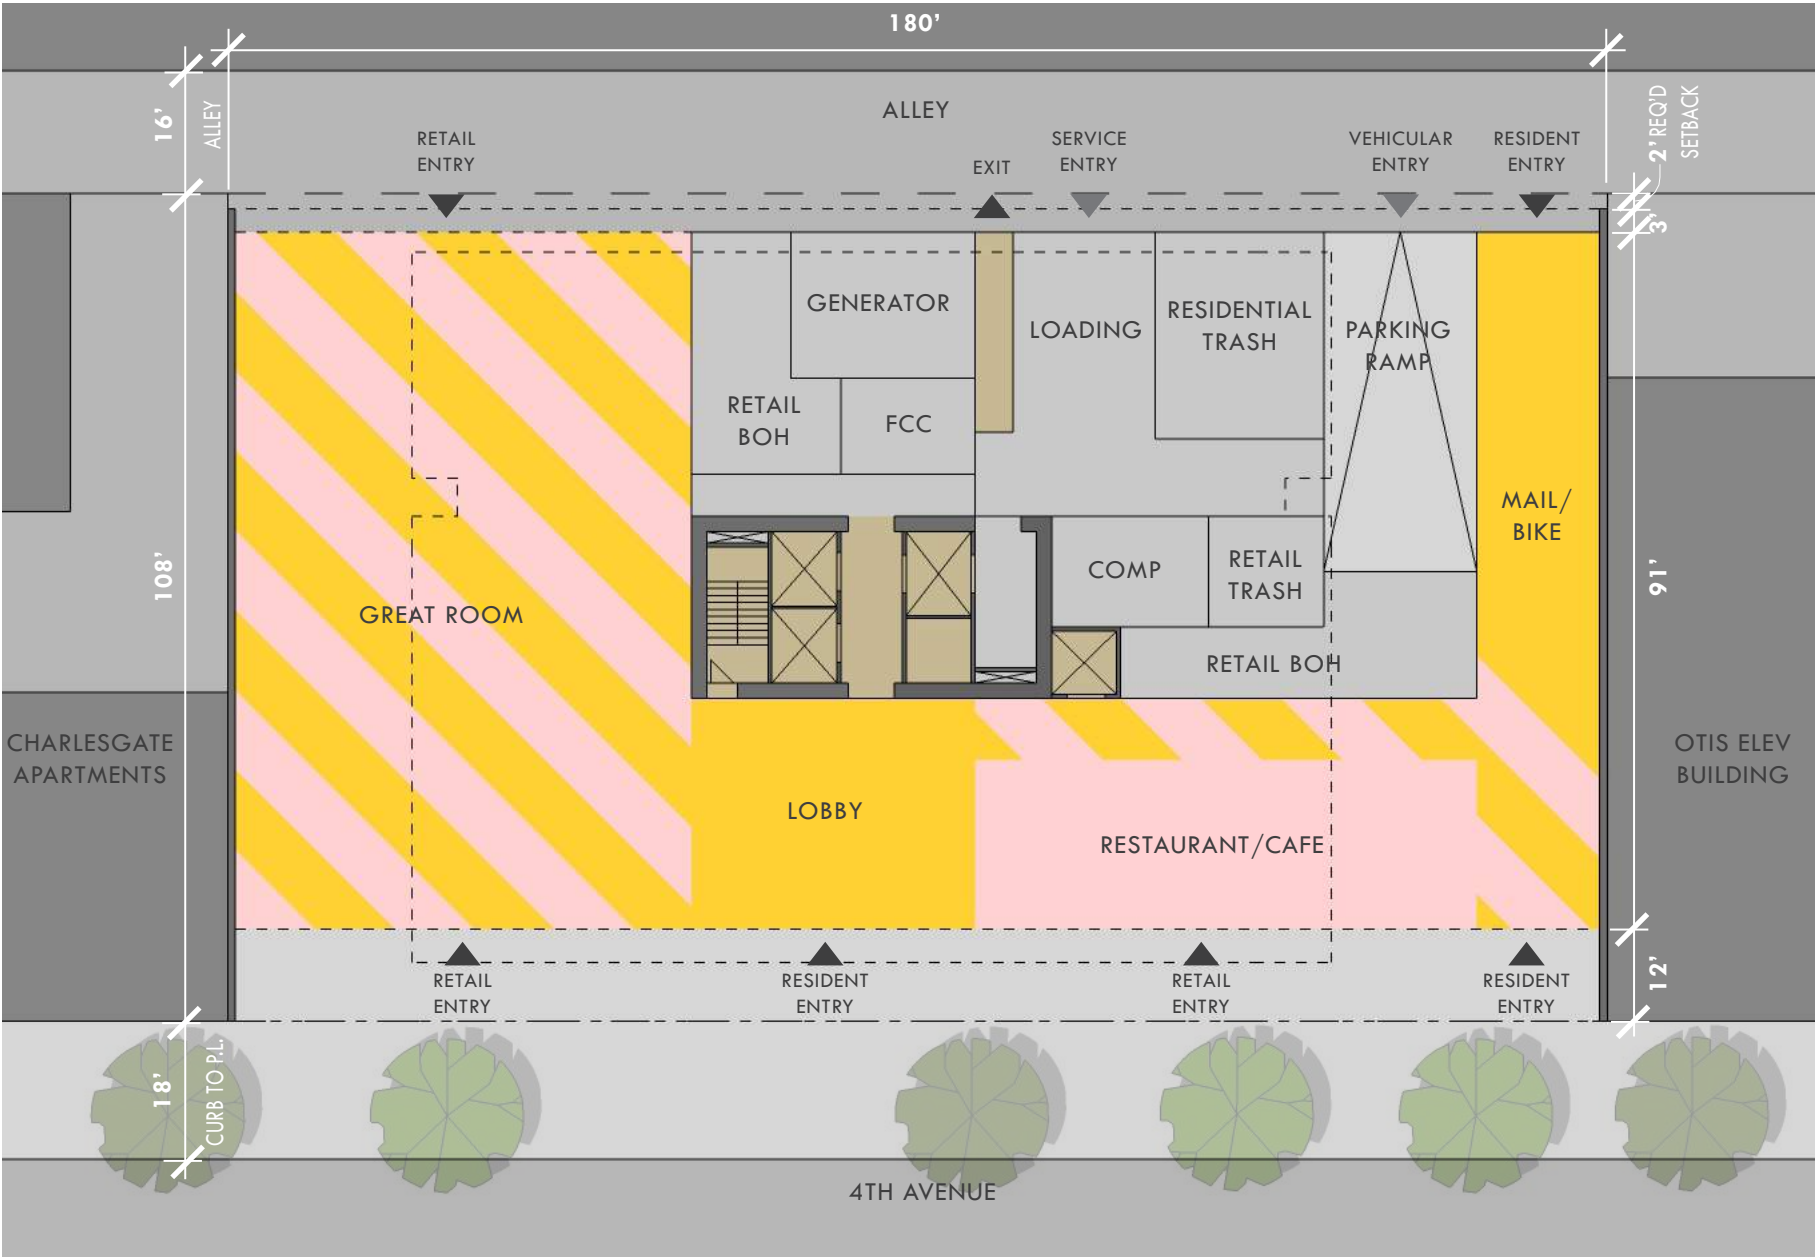 180’
16’
ALLEY
ALLEY
2’ REQ’D
SETBACK
RETAIL
ENTRY
EXIT
SERVICE
ENTRY
VEHICULAR
ENTRY
RESIDENT
ENTRY
3’
GENERATOR
LOADING
RESIDENTIAL
TRASH
PARKING
RAMP
RETAIL
BOH
FCC
MAIL/
BIKE
108’
91’
GREAT ROOM
COMP
RETAIL
TRASH
RETAIL BOH
CHARLESGATE
APARTMENTS
OTIS ELEV
BUILDING
LOBBY
RESTAURANT/CAFE
RETAIL
ENTRY
RESIDENT
ENTRY
RETAIL
ENTRY
RESIDENT
ENTRY
12’
18’
CURB TO P.L.
4TH AVENUE